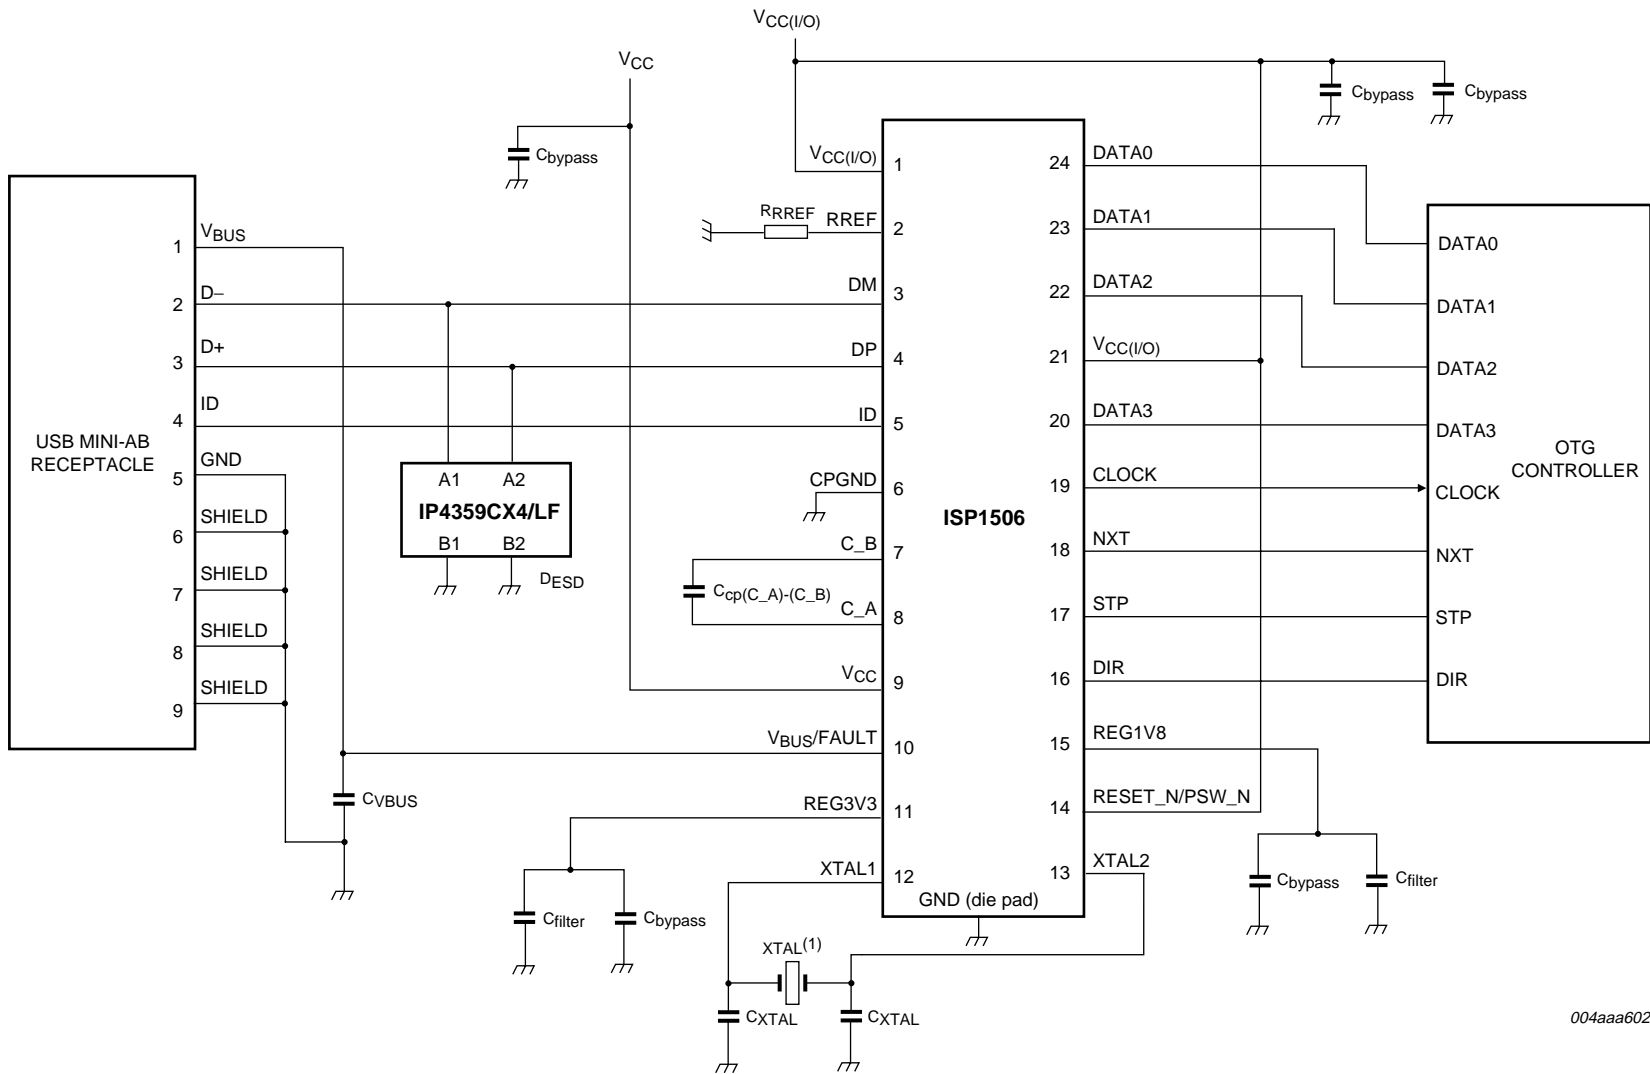 VCC(I/O)
VCC
Cbypass
Cbypass
Cbypass
USB MINI-AB
RECEPTACLE
1 VBUS
2 D−
3 D+
4 ID
5 GND
6 SHIELD
7 SHIELD
8 SHIELD
9 SHIELD
CVBUS
A1 A2
IP4359CX4/LF
B1 B2
DESD
RRREF
Ccp(C_A)-(C_B)
VCC(I/O) 1
RREF 2
DM 3
DP 4
ID 5
CPGND 6
C_B 7
C_A 8
VCC 9
VBUS/FAULT 10
REG3V3 11
XTAL1 12
ISP1506
GND (die pad)
24 DATA0
23 DATA1
22 DATA2
21 VCC(I/O)
20 DATA3
19 CLOCK
18 NXT
17 STP
16 DIR
15 REG1V8
14 RESET_N/PSW_N
13 XTAL2
Cfilter
Cbypass
XTAL(1)
CXTAL
CXTAL
Cbypass
Cfilter
DATA0
DATA1
DATA2
DATA3
OTG
CONTROLLER
CLOCK
NXT
STP
DIR
004aaa602